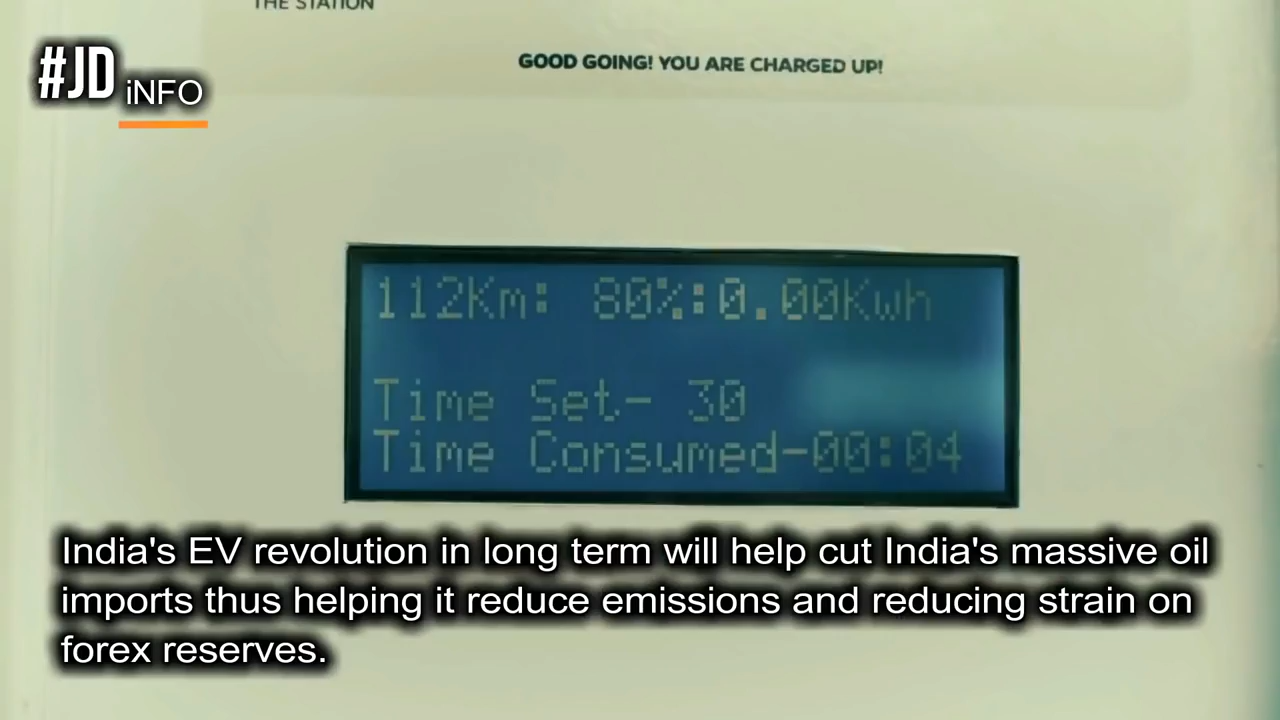 THE STATION
GOOD GOING! YOU ARE CHARGED UP!
#JD iNFO
112Km: 80%:0.00Kwh
Time Set- 30
Time Consumed-00:04
India's EV revolution in long term will help cut India's massive oil
imports thus helping it reduce emissions and reducing strain on
forex reserves.